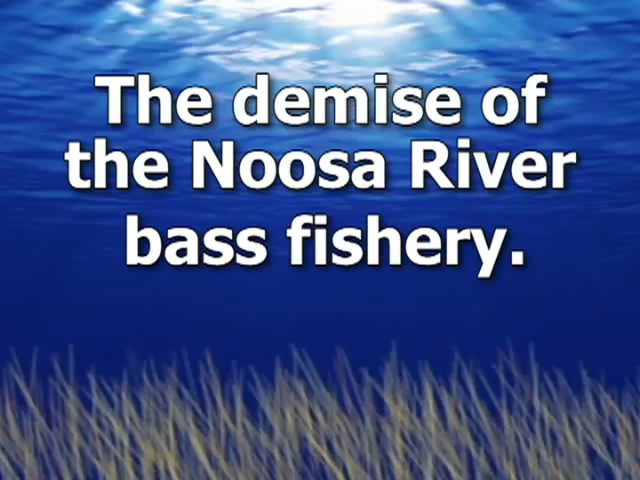 The demise of
the Noosa River
bass fishery.